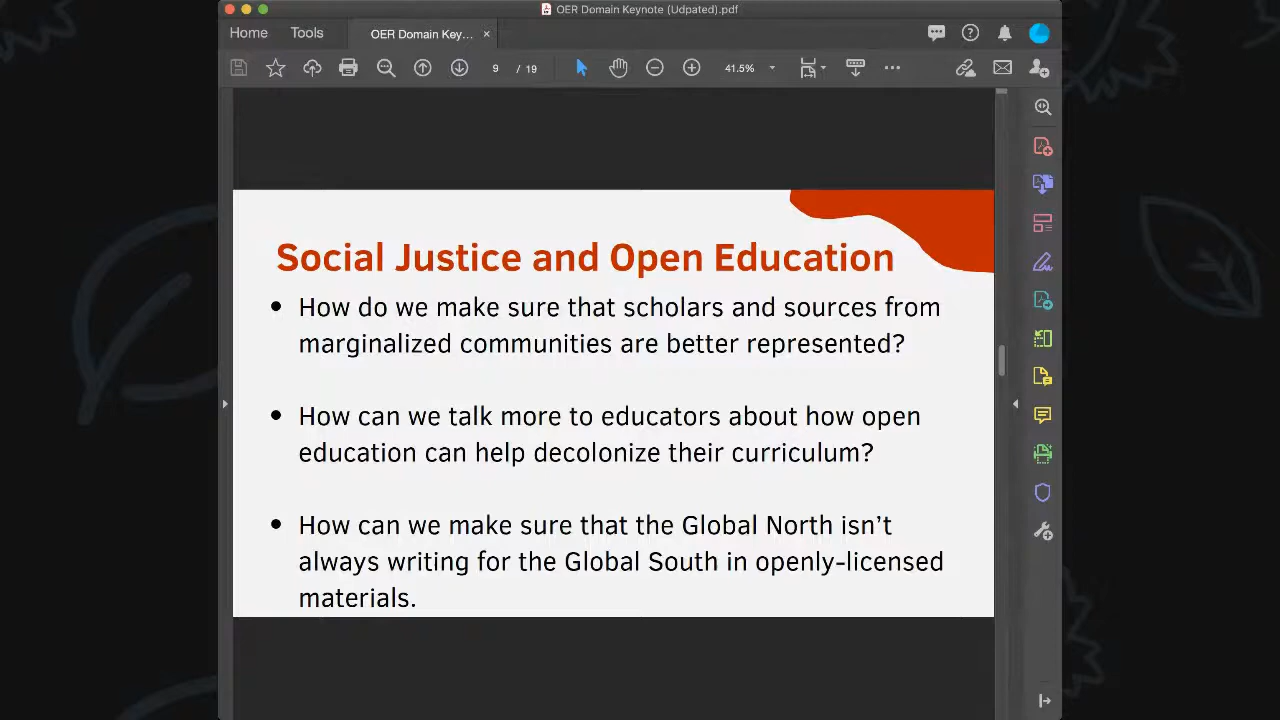 OER Domain Keynote (Udpated).pdf
Home Tools OER Domain Key... ×
9 / 19 41.5%
Social Justice and Open Education
• How do we make sure that scholars and sources from
marginalized communities are better represented?
• How can we talk more to educators about how open
education can help decolonize their curriculum?
• How can we make sure that the Global North isn't
always writing for the Global South in openly-licensed
materials.